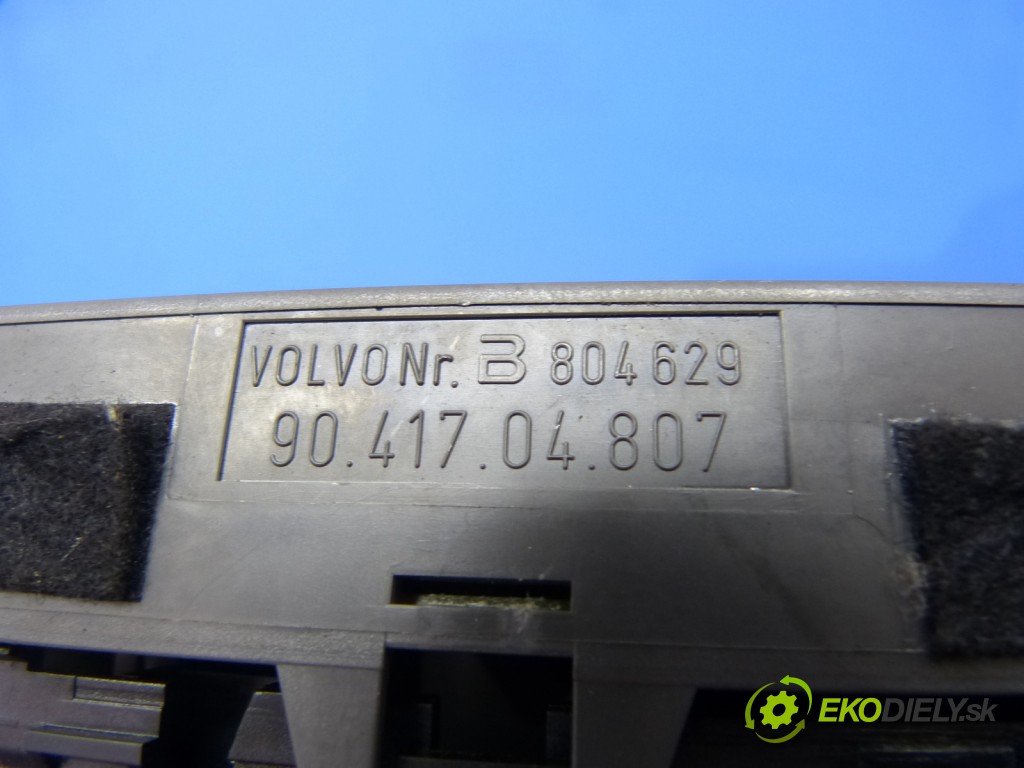 VOLVO Nr. B 804629
90.417.04.807
EKODIELY.sk